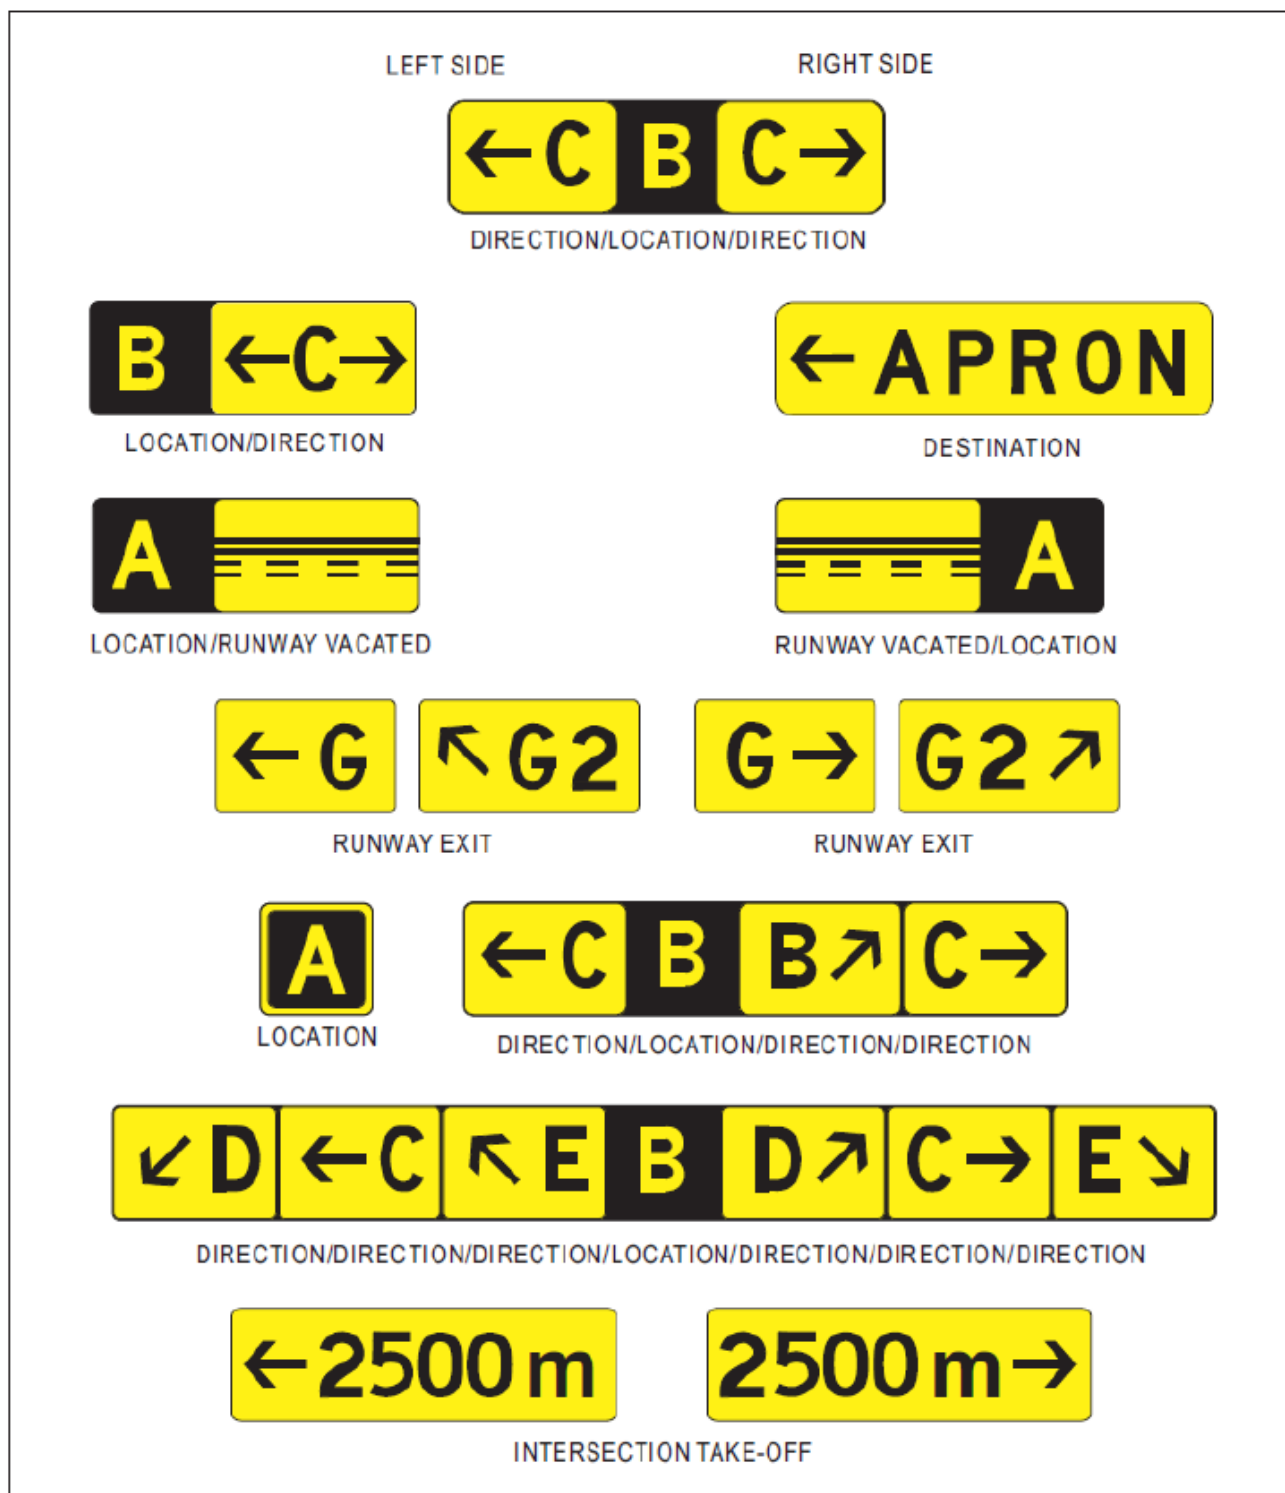 LEFT SIDE RIGHT SIDE
←C B C→
DIRECTION/LOCATION/DIRECTION
B ←C→ ←APRON
LOCATION/DIRECTION DESTINATION
A A
LOCATION/RUNWAY VACATED RUNWAY VACATED/LOCATION
←G ↖G2 G→ G2↗
RUNWAY EXIT RUNWAY EXIT
A ←C B B↗ C→
LOCATION DIRECTION/LOCATION/DIRECTION/DIRECTION
↙D ←C ↖E B D↗ C→ E↘
DIRECTION/DIRECTION/DIRECTION/LOCATION/DIRECTION/DIRECTION/DIRECTION
←2500m 2500m→
INTERSECTION TAKE-OFF